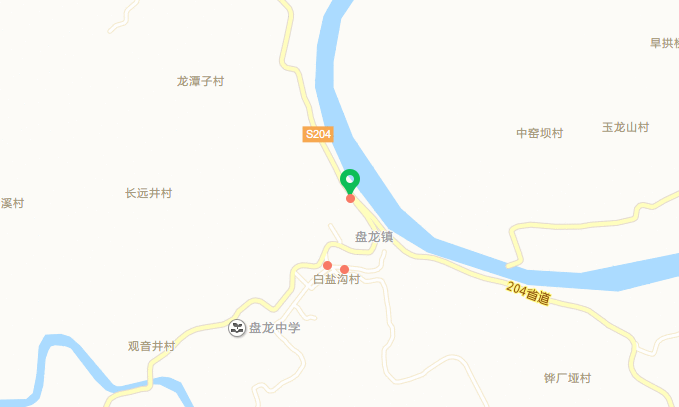 旱拱
龙潭子村
玉龙山村
中窑坝村
S204
长远井村
溪村
盘龙镇
白盐沟村
204省道
盘龙中学
观音井村
铧厂垭村